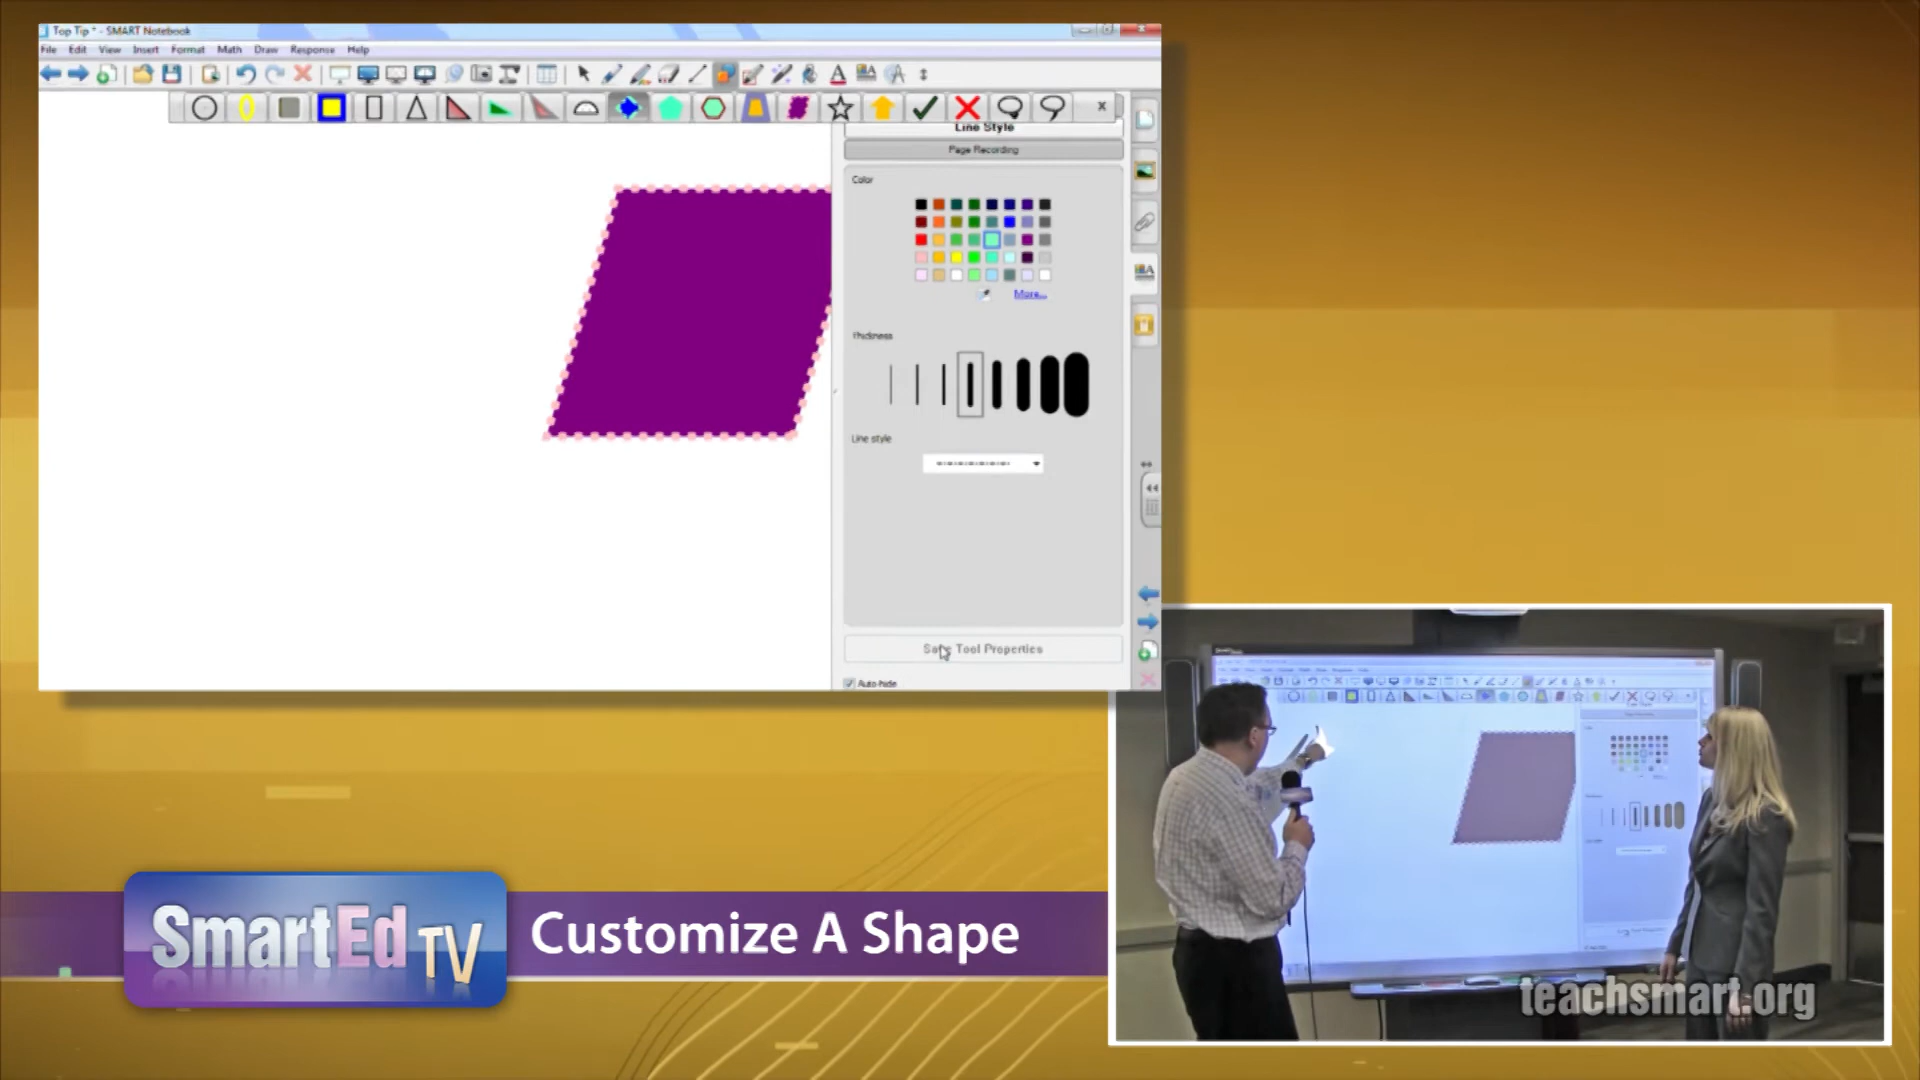 Top Tip * - SMART Notebook
File Edit View Insert Format Math Draw Response Help
Line Style
Page Recording
Color
More...
Thickness
Line style
Save Tool Properties
Auto-hide
SmartEd TV
Customize A Shape
teachsmart.org